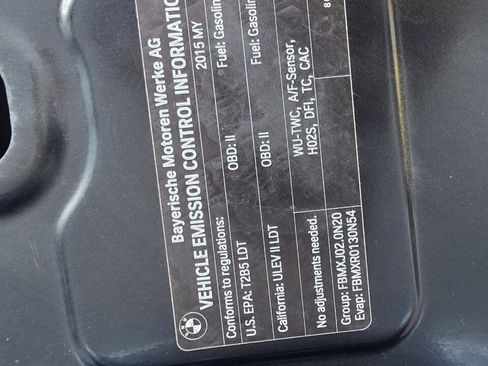 Bayerische Motoren Werke AG
VEHICLE EMISSION CONTROL INFORMATION
Conforms to regulations: 2015 MY
U.S. EPA: T2B5 LDT OBD: II Fuel: Gasoline
California: ULEV II LDT OBD: II Fuel: Gasoline
No adjustments needed.
Group: FBMXJ02.0N20 WU-TWC, A/F-Sensor,
Evap: FBMXR0130N54 HO2S, DFI, TC, CAC